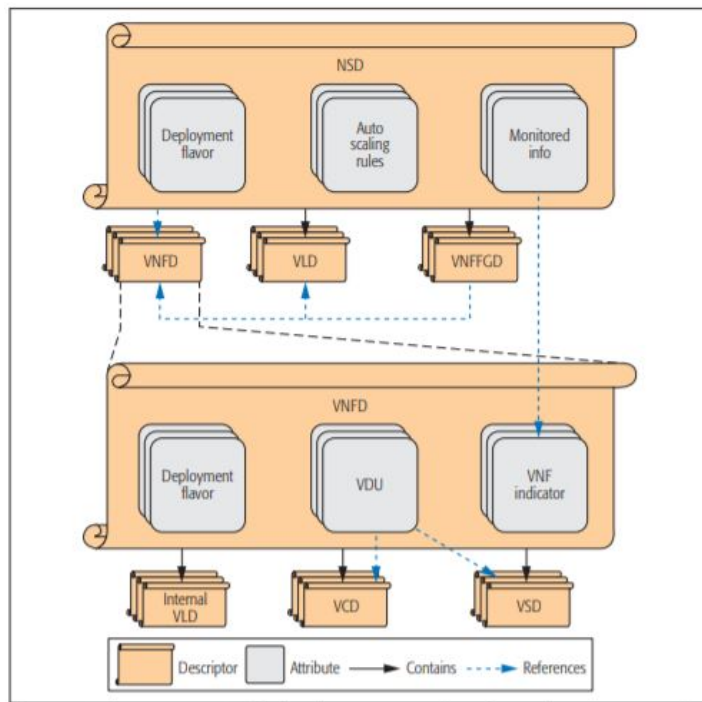 NSD
Deployment
flavor
Auto
scaling
rules
Monitored
info
VNFD
VLD
VNFFGD
VNFD
Deployment
flavor
VDU
VNF
indicator
Internal
VLD
VCD
VSD
Descriptor
Attribute
Contains
References